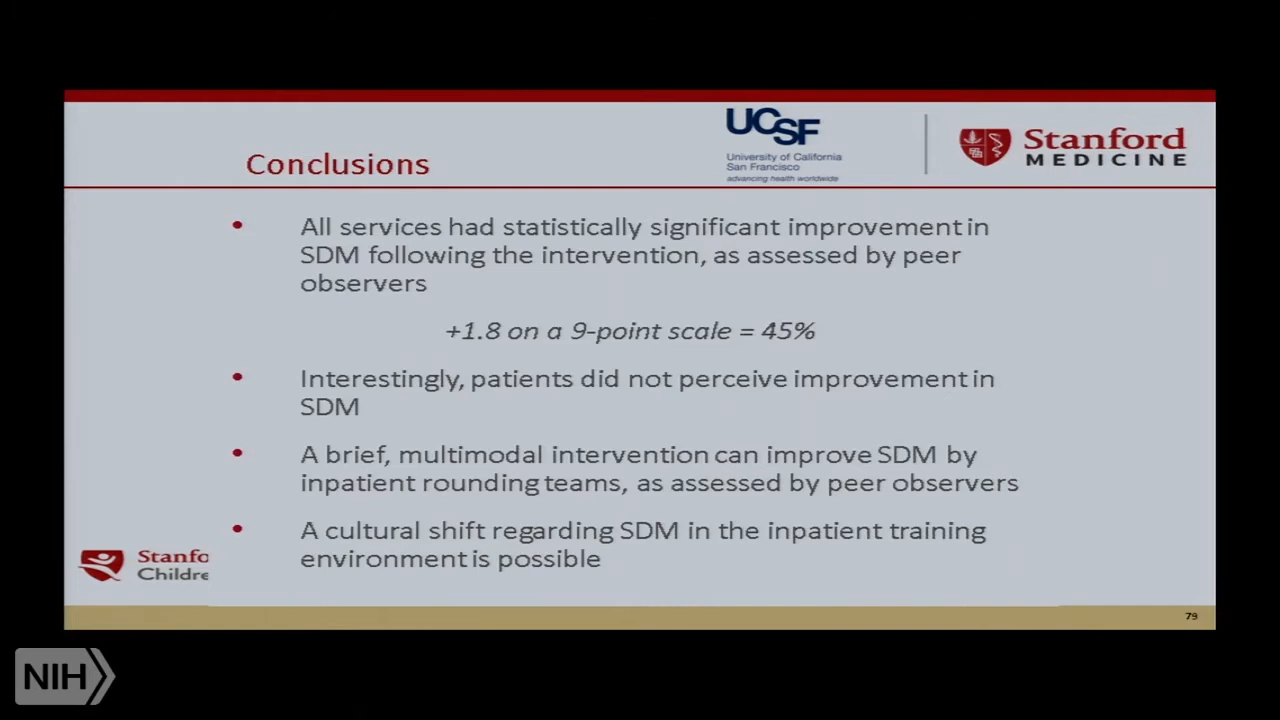 UCSF
University of California
San Francisco
advancing health worldwide
Stanford
MEDICINE
Conclusions
• All services had statistically significant improvement in
SDM following the intervention, as assessed by peer
observers
+1.8 on a 9-point scale = 45%
• Interestingly, patients did not perceive improvement in
SDM
• A brief, multimodal intervention can improve SDM by
inpatient rounding teams, as assessed by peer observers
• A cultural shift regarding SDM in the inpatient training
environment is possible
Stanfo
Childre
79
NIH